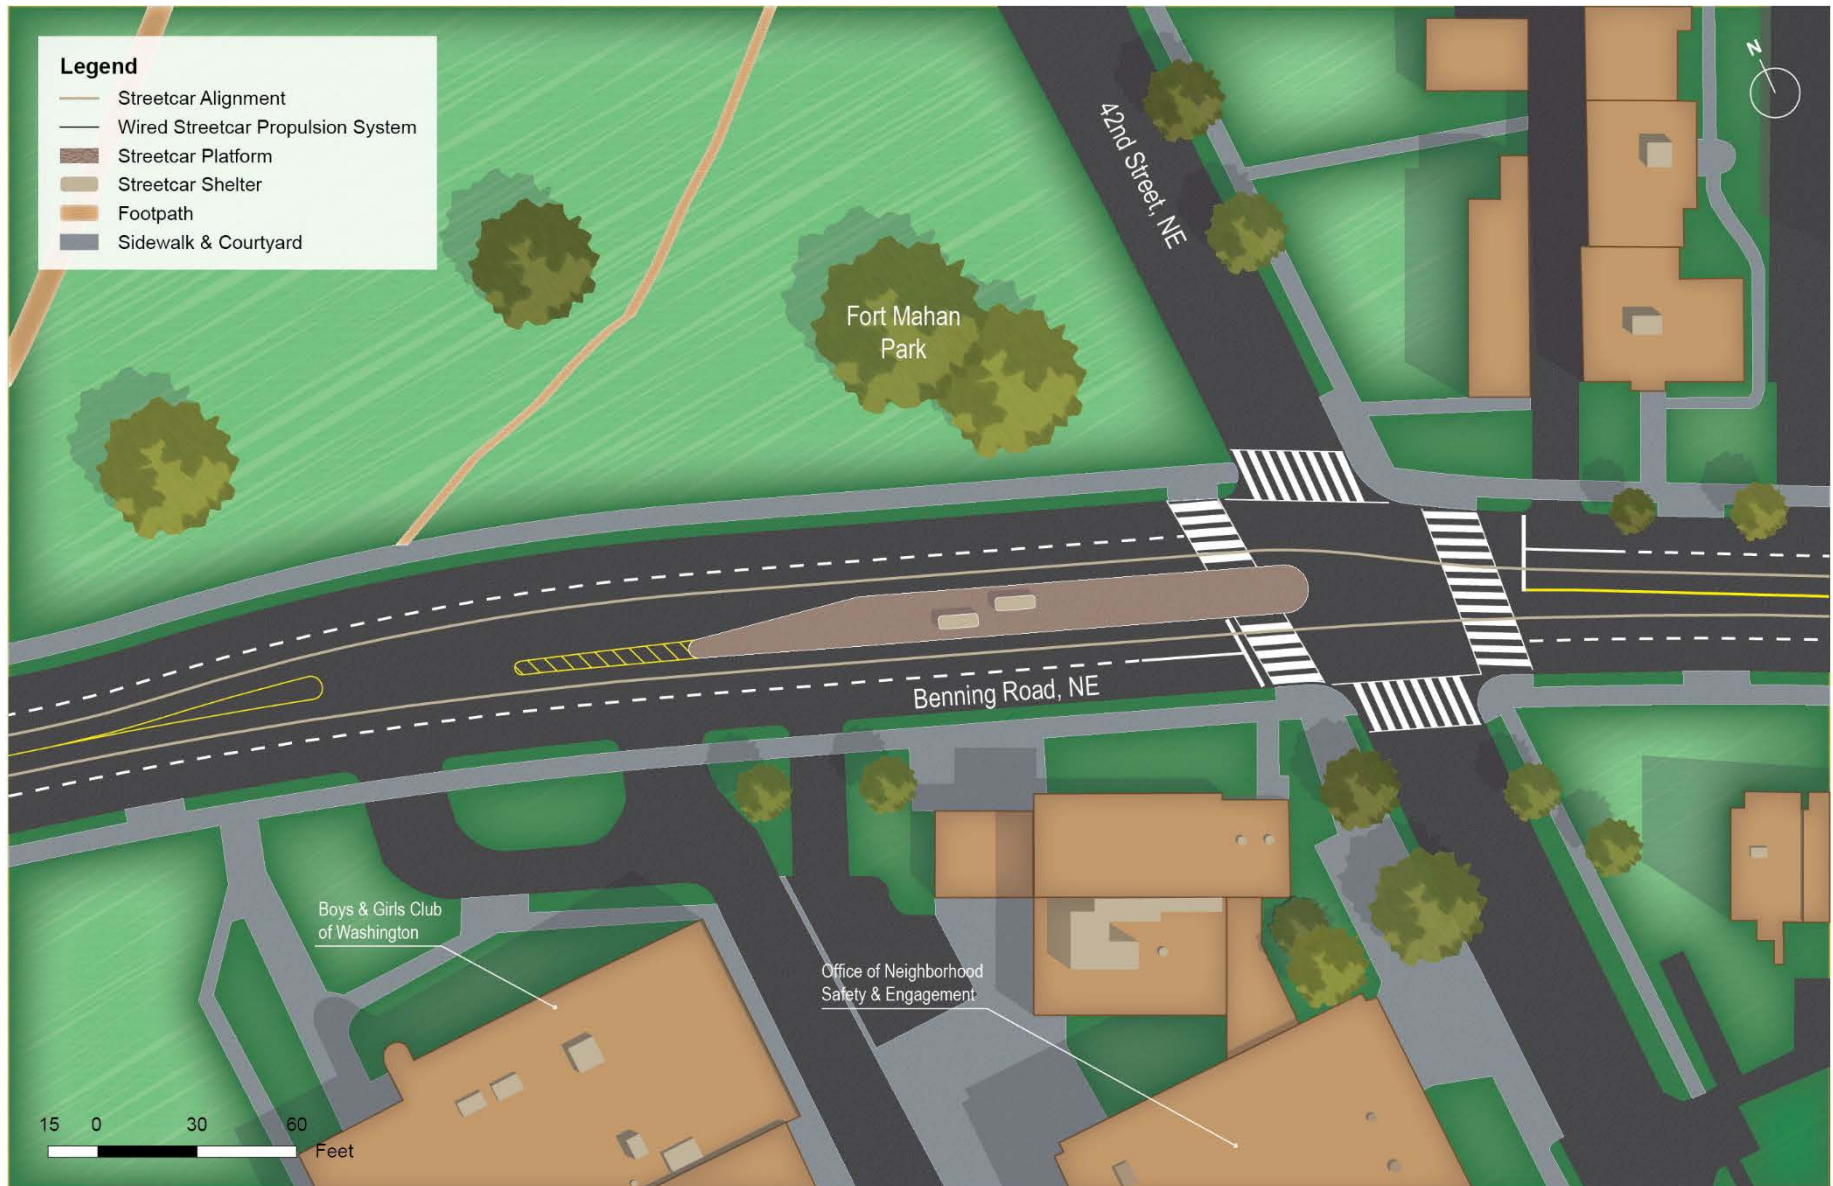 Legend
Streetcar Alignment
Wired Streetcar Propulsion System
Streetcar Platform
Streetcar Shelter
Footpath
Sidewalk & Courtyard
N
42nd Street, NE
Fort Mahan
Park
Benning Road, NE
Boys & Girls Club
of Washington
Office of Neighborhood
Safety & Engagement
15 0 30 60
Feet